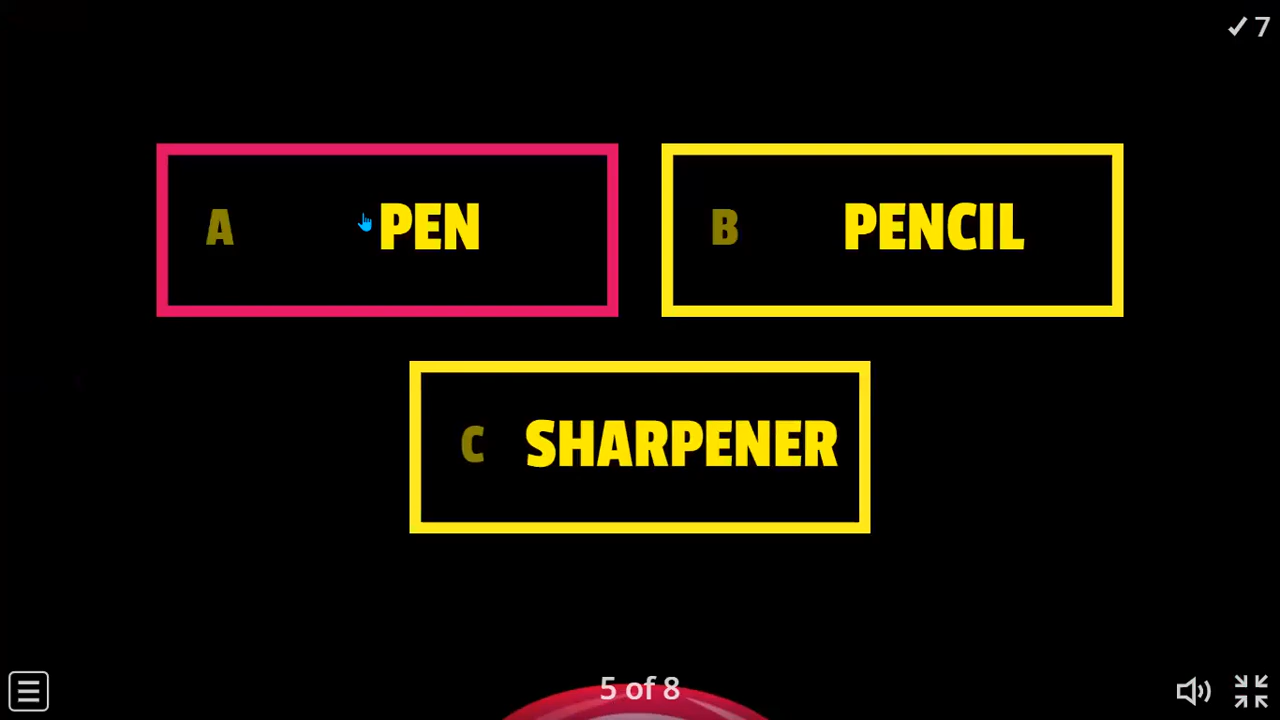 ✓ 7
A PEN
B PENCIL
C SHARPENER
5 of 8